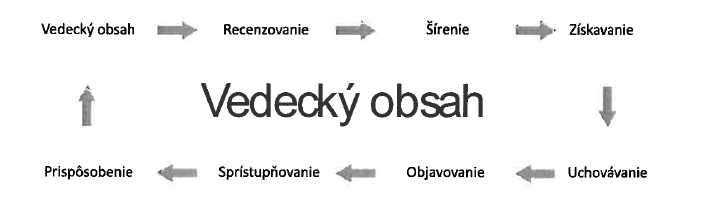 Vedecký obsah Recenzovanie Šírenie Získavanie
Vedecký obsah
Prispôsobenie Sprístupňovanie Objavovanie Uchovávanie